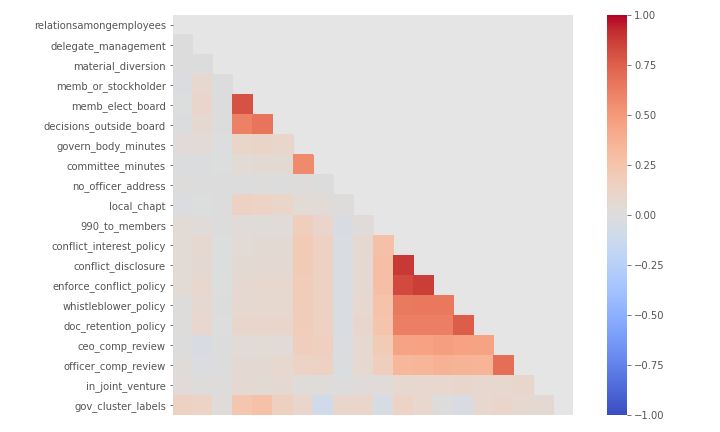 relationsamongemployees
delegate_management
material_diversion
memb_or_stockholder
memb_elect_board
decisions_outside_board
govern_body_minutes
committee_minutes
no_officer_address
local_chapt
990_to_members
conflict_interest_policy
conflict_disclosure
enforce_conflict_policy
whistleblower_policy
doc_retention_policy
ceo_comp_review
officer_comp_review
in_joint_venture
gov_cluster_labels
1.00
0.75
0.50
0.25
0.00
−0.25
−0.50
−0.75
−1.00